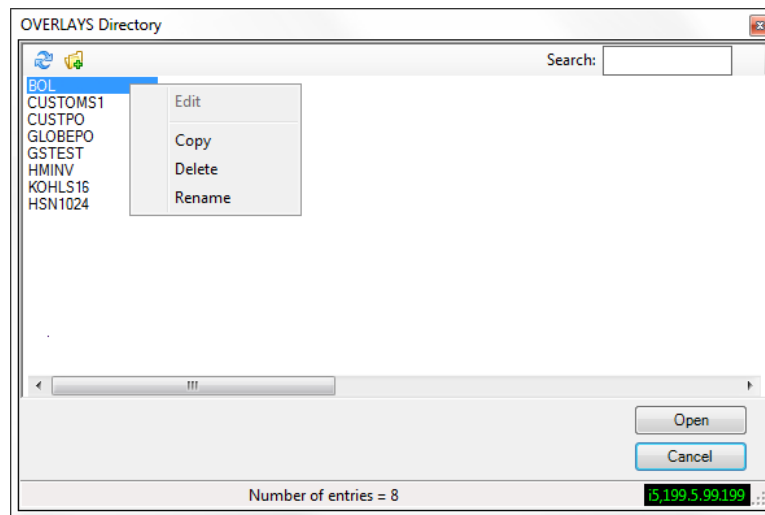 OVERLAYS Directory
Search:
BOL
CUSTOMS1
CUSTPO
GLOBEPO
GSTEST
HMINV
KOHLS16
HSN1024
Edit
Copy
Delete
Rename
Open
Cancel
Number of entries = 8
i5,199.5.99.199